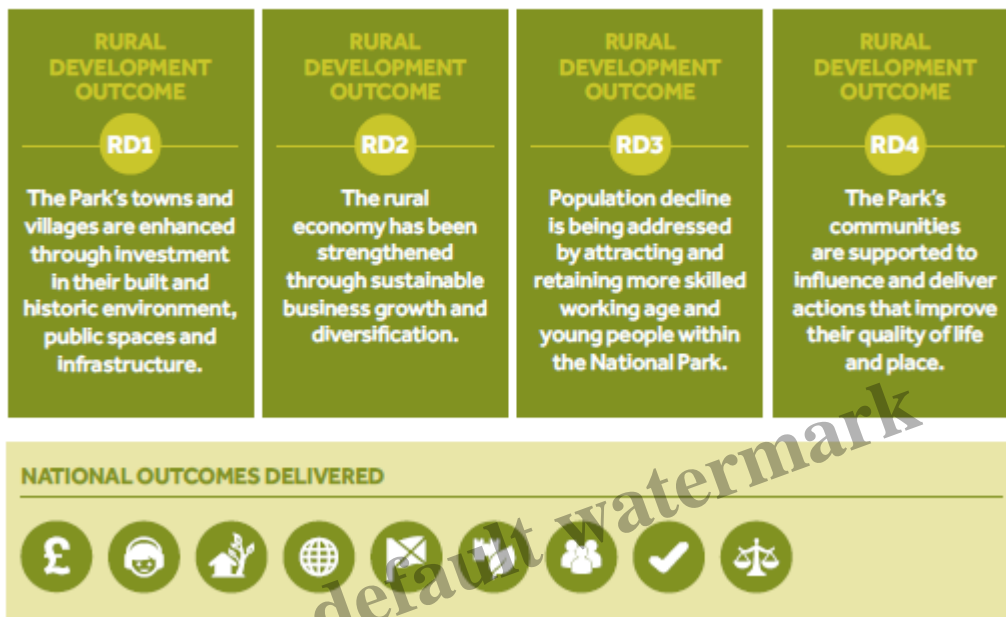 RURAL
DEVELOPMENT
OUTCOME
RD1
The Park's towns and
villages are enhanced
through investment
in their built and
historic environment,
public spaces and
infrastructure.
RURAL
DEVELOPMENT
OUTCOME
RD2
The rural
economy has been
strengthened
through sustainable
business growth and
diversification.
RURAL
DEVELOPMENT
OUTCOME
RD3
Population decline
is being addressed
by attracting and
retaining more skilled
working age and
young people within
the National Park.
RURAL
DEVELOPMENT
OUTCOME
RD4
The Park's
communities
are supported to
influence and deliver
actions that improve
their quality of life
and place.
NATIONAL OUTCOMES DELIVERED
£
default watermark